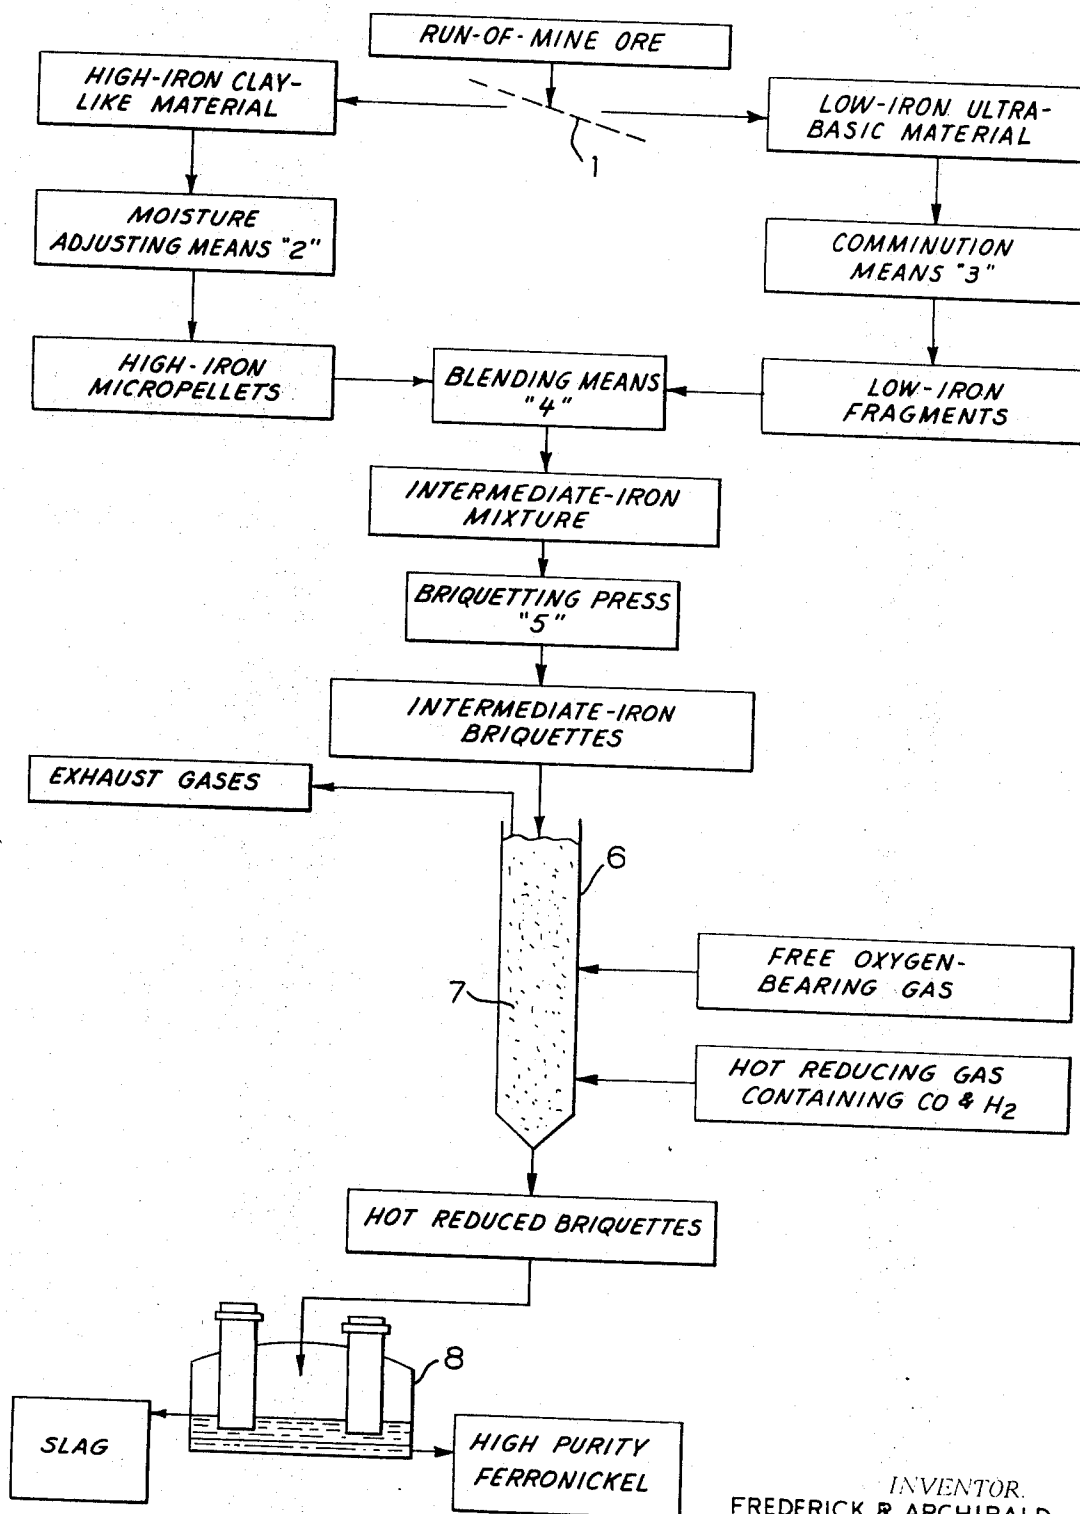 RUN-OF-MINE ORE
HIGH-IRON CLAY-
LIKE MATERIAL
LOW-IRON ULTRA-
BASIC MATERIAL
1
MOISTURE
ADJUSTING MEANS "2"
COMMINUTION
MEANS "3"
HIGH-IRON
MICROPELLETS
BLENDING MEANS
"4"
LOW-IRON
FRAGMENTS
INTERMEDIATE-IRON
MIXTURE
BRIQUETTING PRESS
"5"
INTERMEDIATE-IRON
BRIQUETTES
EXHAUST GASES
6
7
FREE OXYGEN-
BEARING GAS
HOT REDUCING GAS
CONTAINING CO & H2
HOT REDUCED BRIQUETTES
8
SLAG
HIGH PURITY
FERRONICKEL
INVENTOR.
FREDERICK R ARCHIBALD